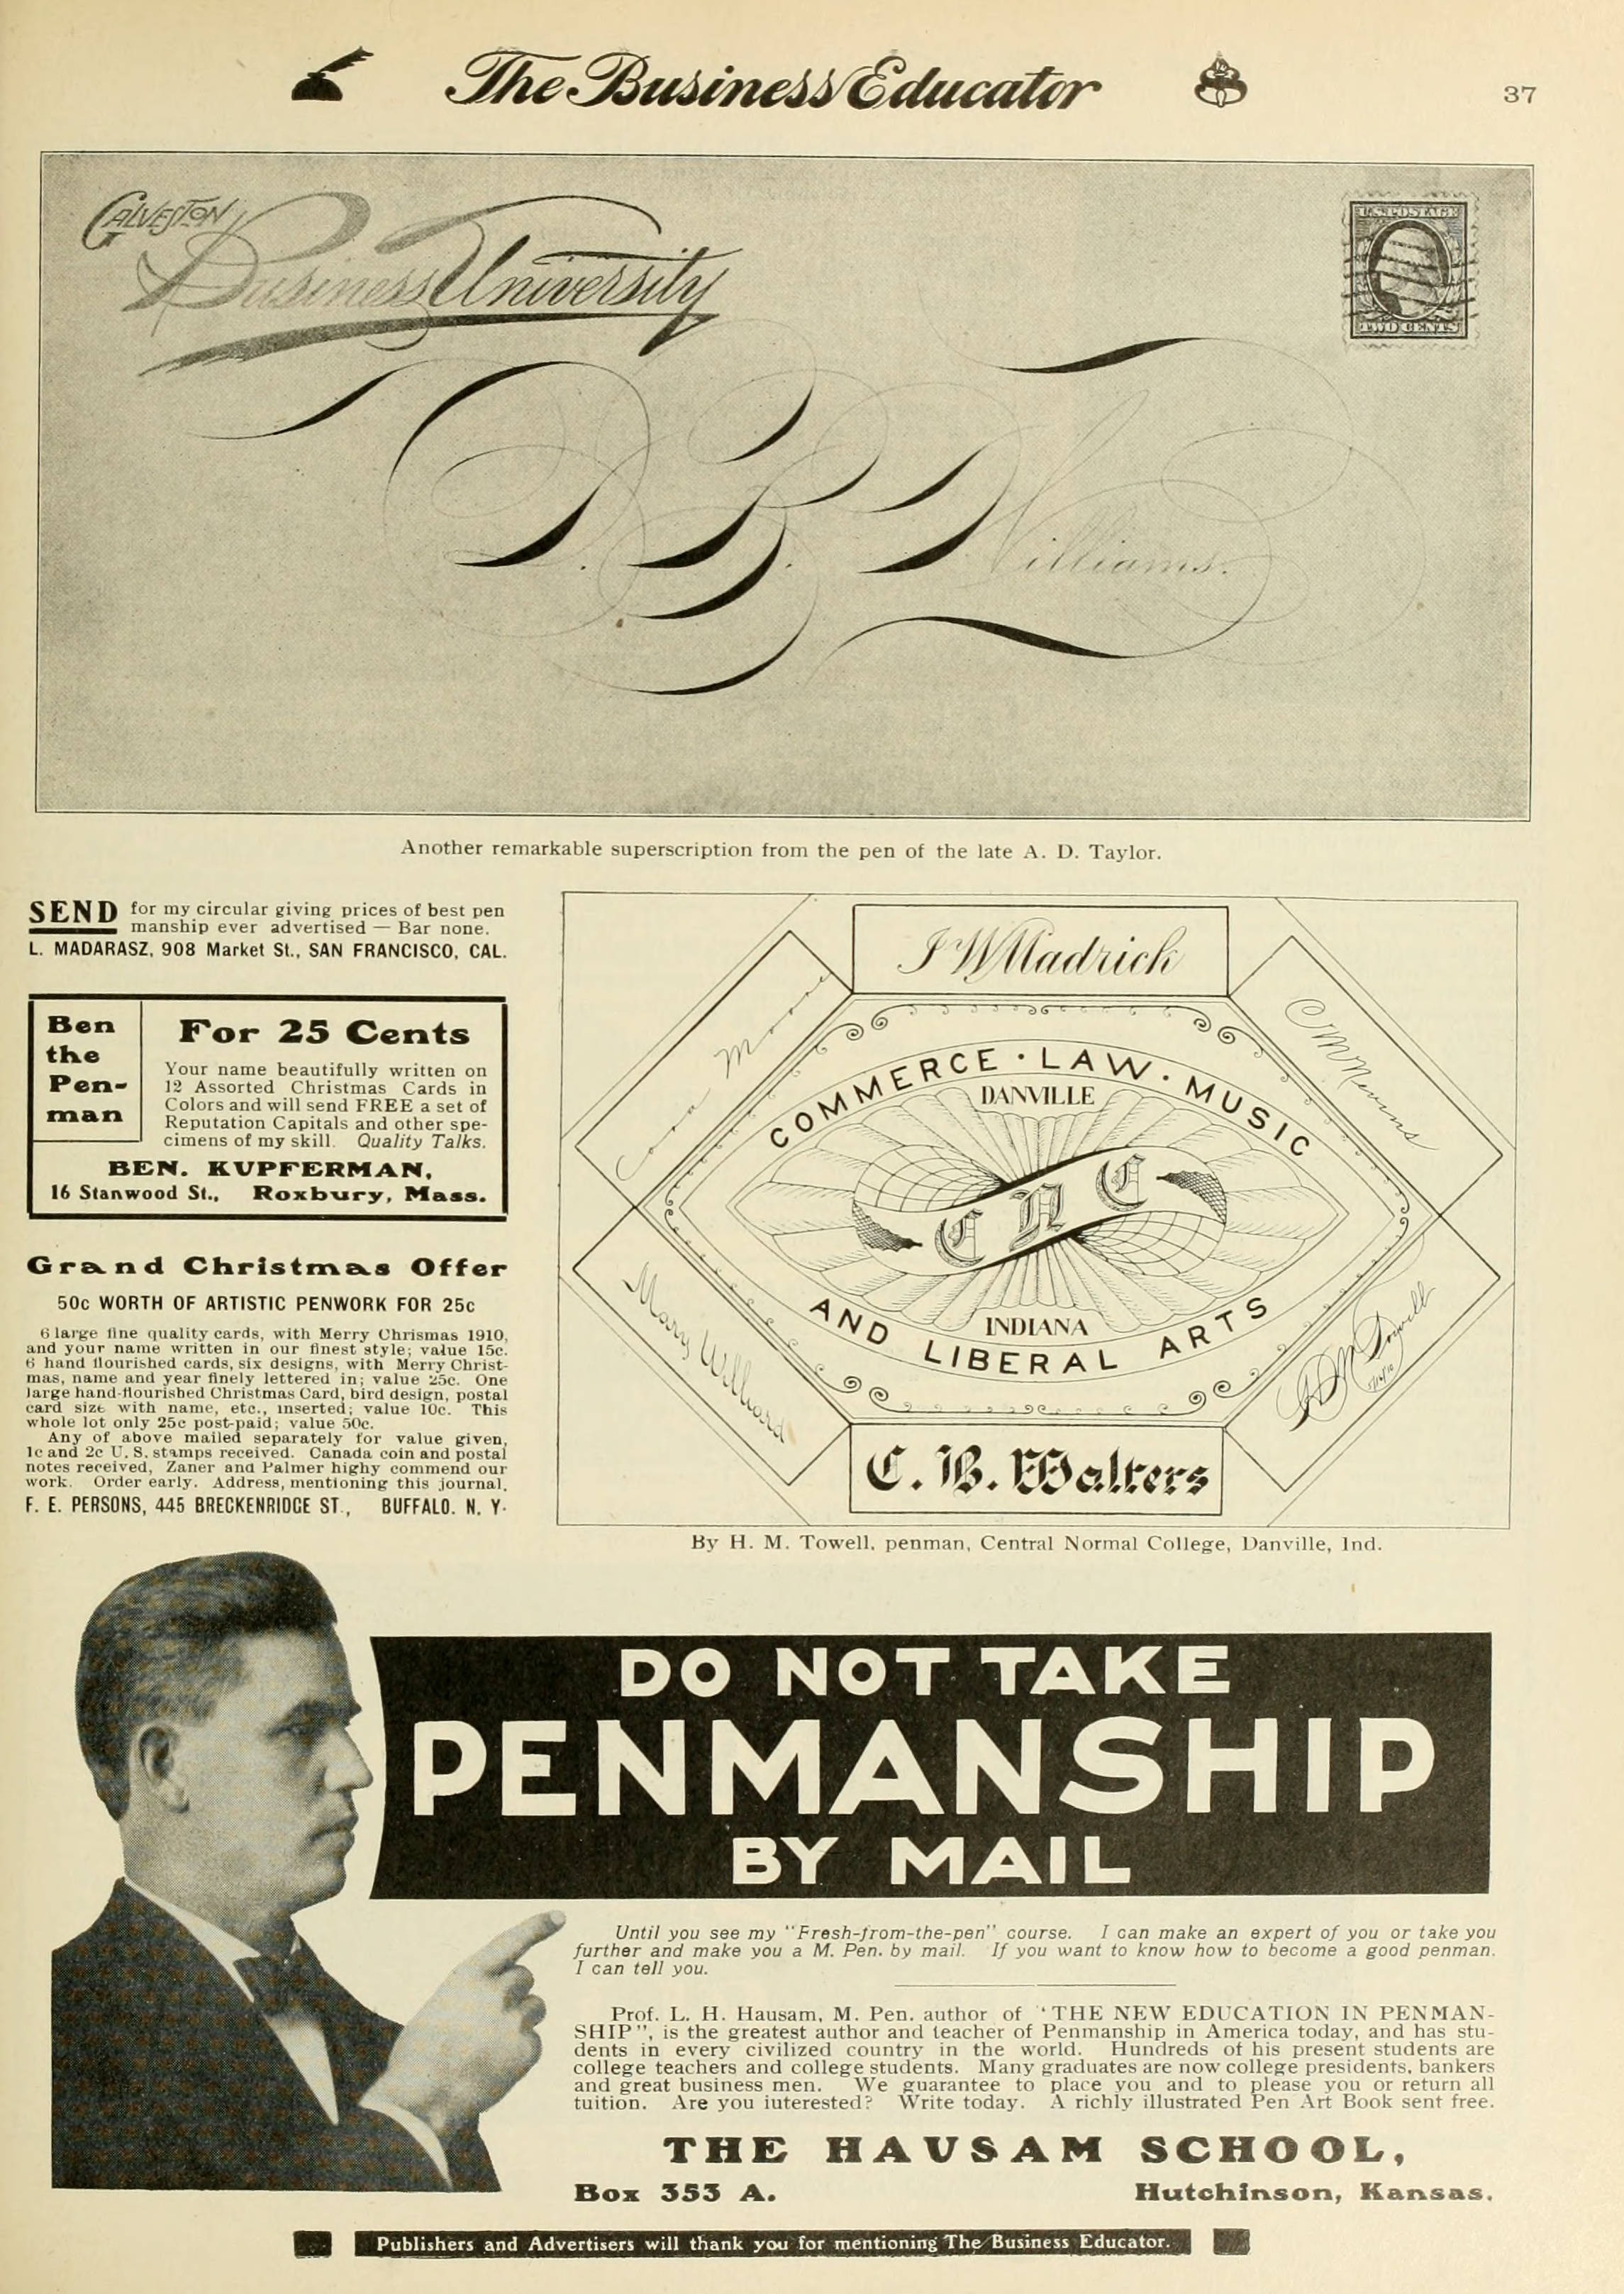 The Business Educator
37
GALVESTON
Business University
U.S. POSTAGE
TWO CENTS
D. B. Williams.
Another remarkable superscription from the pen of the late A. D. Taylor.
SEND for my circular giving prices of best pen
manship ever advertised — Bar none.
L. MADARASZ, 908 Market St., SAN FRANCISCO, CAL.
Ben
the
Pen-
man
For 25 Cents
Your name beautifully written on
12 Assorted Christmas Cards in
Colors and will send FREE a set of
Reputation Capitals and other spe-
cimens of my skill. Quality Talks.
BEN. KUPFERMAN,
16 Stanwood St., Roxbury, Mass.
Grand Christmas Offer
50c WORTH OF ARTISTIC PENWORK FOR 25c
6 large fine quality cards, with Merry Chrismas 1910,
and your name written in our finest style; value 15c.
6 hand flourished cards, six designs, with Merry Christ-
mas, name and year finely lettered in; value 25c. One
large hand-flourished Christmas Card, bird design, postal
card size with name, etc., inserted; value 10c. This
whole lot only 25c post-paid; value 50c.
Any of above mailed separately for value given,
1c and 2c U. S. stamps received. Canada coin and postal
notes received, Zaner and Palmer highy commend our
work. Order early. Address, mentioning this journal.
F. E. PERSONS, 445 BRECKENRIDGE ST., BUFFALO. N. Y.
J W Madrick
Cora Moore
COMMERCE · LAW · MUSIC
DANVILLE
C N C
INDIANA
AND LIBERAL ARTS
Mary Willard
Towell
C. B. Walters
By H. M. Towell, penman, Central Normal College, Danville, Ind.
DO NOT TAKE
PENMANSHIP
BY MAIL
Until you see my "Fresh-from-the-pen" course. I can make an expert of you or take you
further and make you a M. Pen. by mail. If you want to know how to become a good penman.
I can tell you.
Prof. L. H. Hausam, M. Pen. author of 'THE NEW EDUCATION IN PENMAN-
SHIP", is the greatest author and teacher of Penmanship in America today, and has stu-
dents in every civilized country in the world. Hundreds of his present students are
college teachers and college students. Many graduates are now college presidents, bankers
and great business men. We guarantee to place you and to please you or return all
tuition. Are you iuterested? Write today. A richly illustrated Pen Art Book sent free.
THE HAUSAM SCHOOL,
Box 353 A. Hutchinson, Kansas.
Publishers and Advertisers will thank you for mentioning The Business Educator.